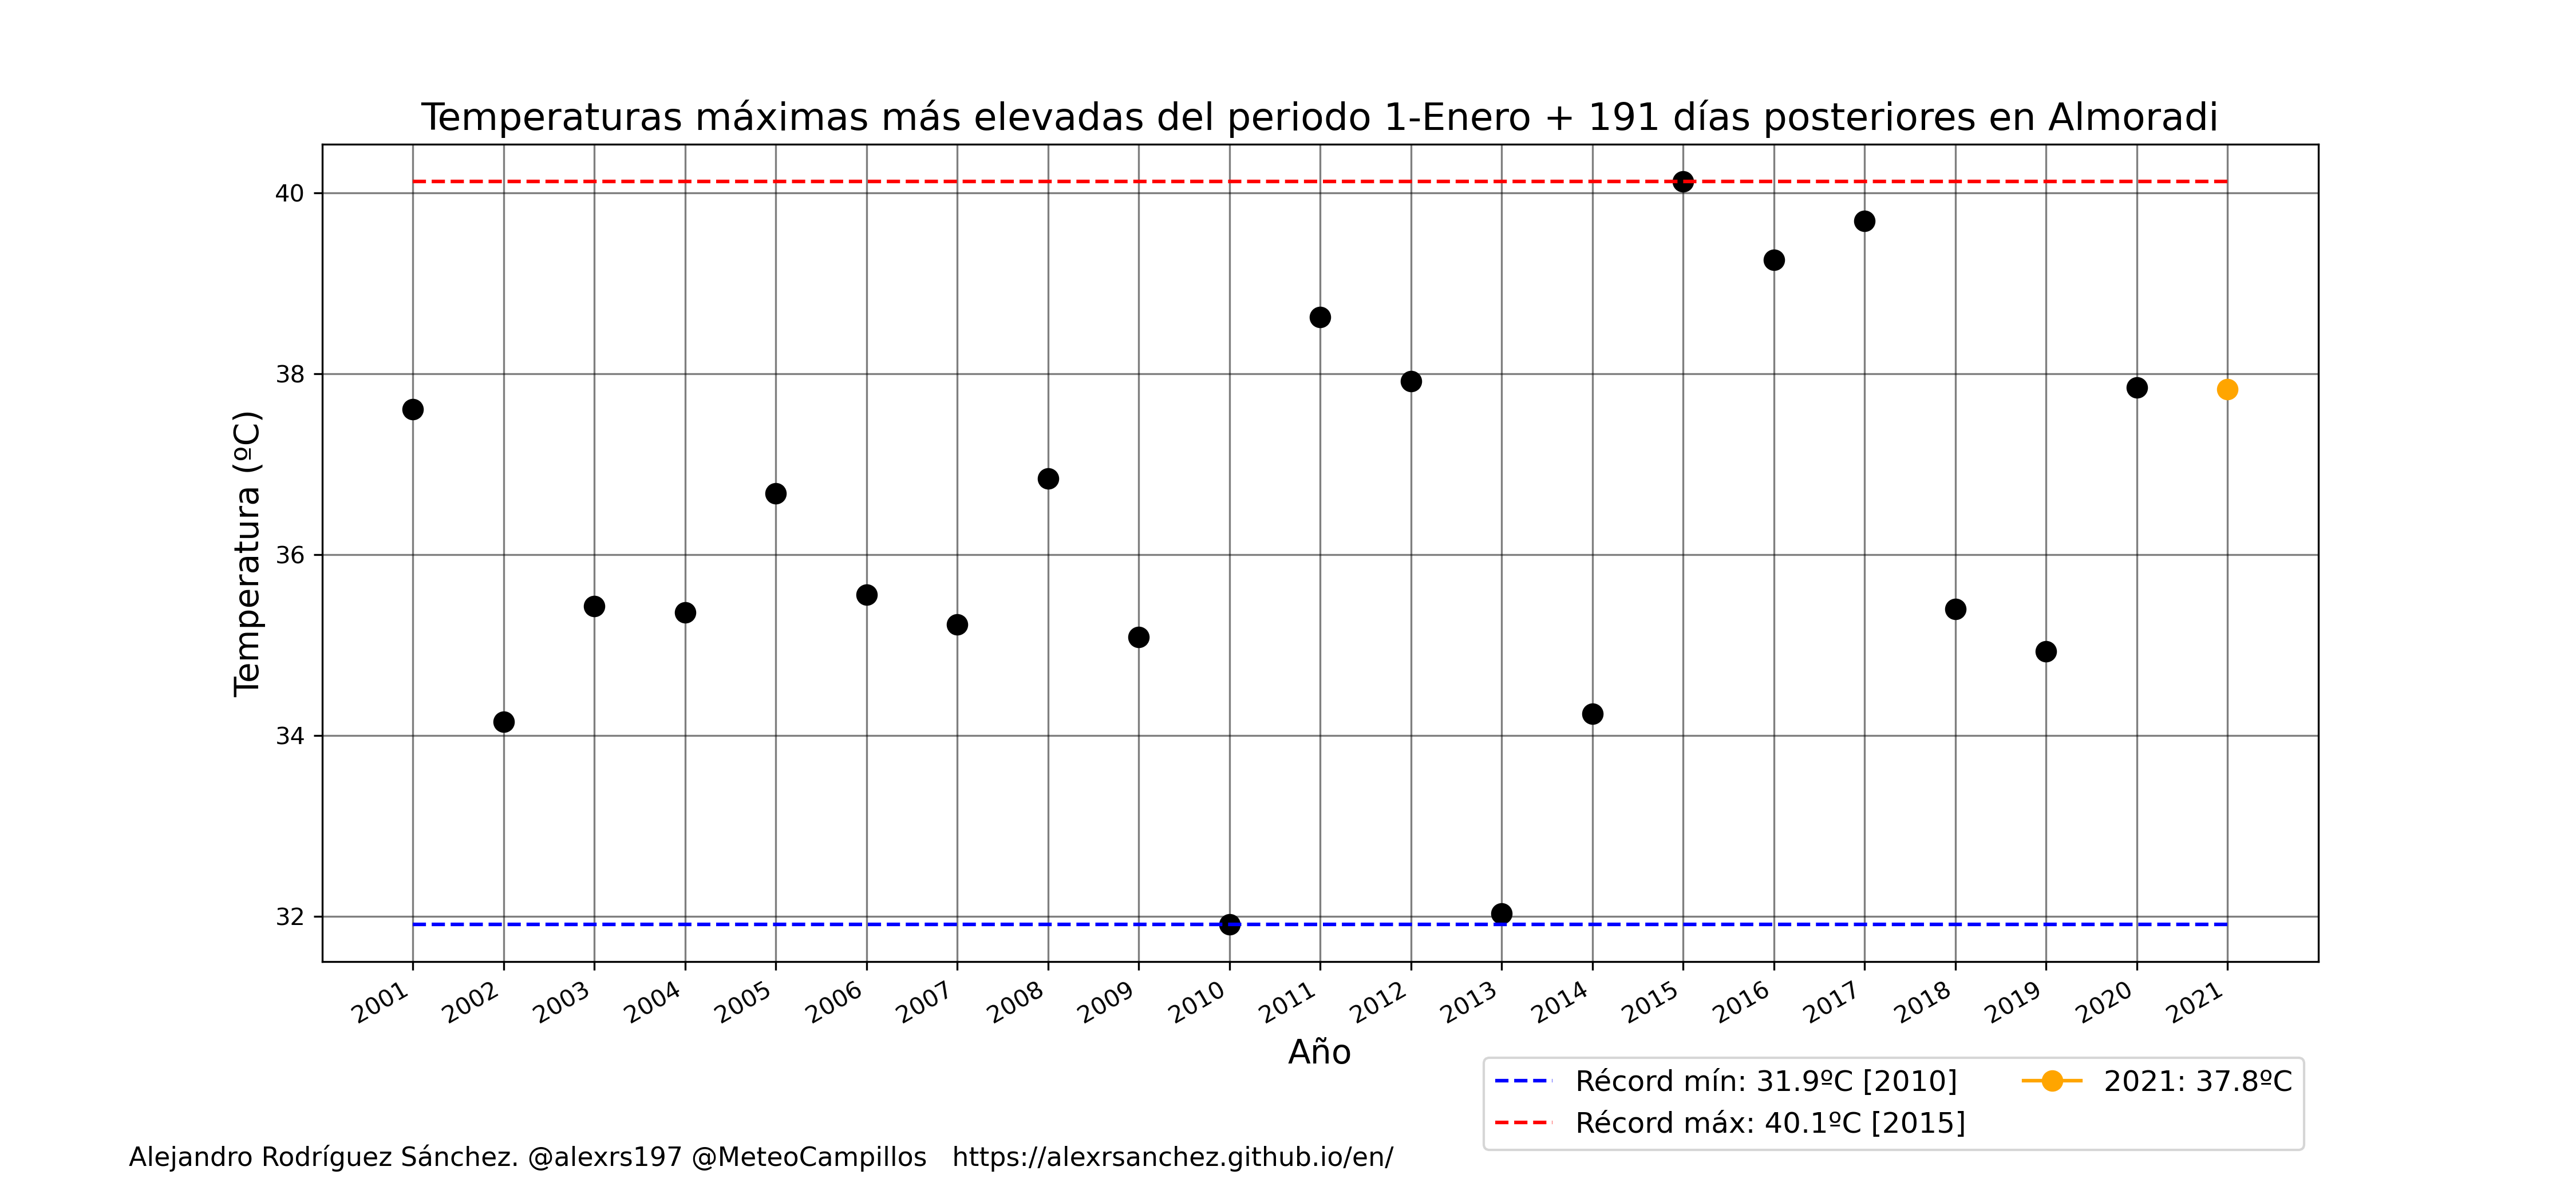 Temperaturas máximas más elevadas del periodo 1-Enero + 191 días posteriores en Almoradi
Temperatura (ºC)
40
38
36
34
32
2001 2002 2003 2004 2005 2006 2007 2008 2009 2010 2011 2012 2013 2014 2015 2016 2017 2018 2019 2020 2021
Año
Récord mín: 31.9ºC [2010]
Récord máx: 40.1ºC [2015]
2021: 37.8ºC
Alejandro Rodríguez Sánchez. @alexrs197 @MeteoCampillos https://alexrsanchez.github.io/en/